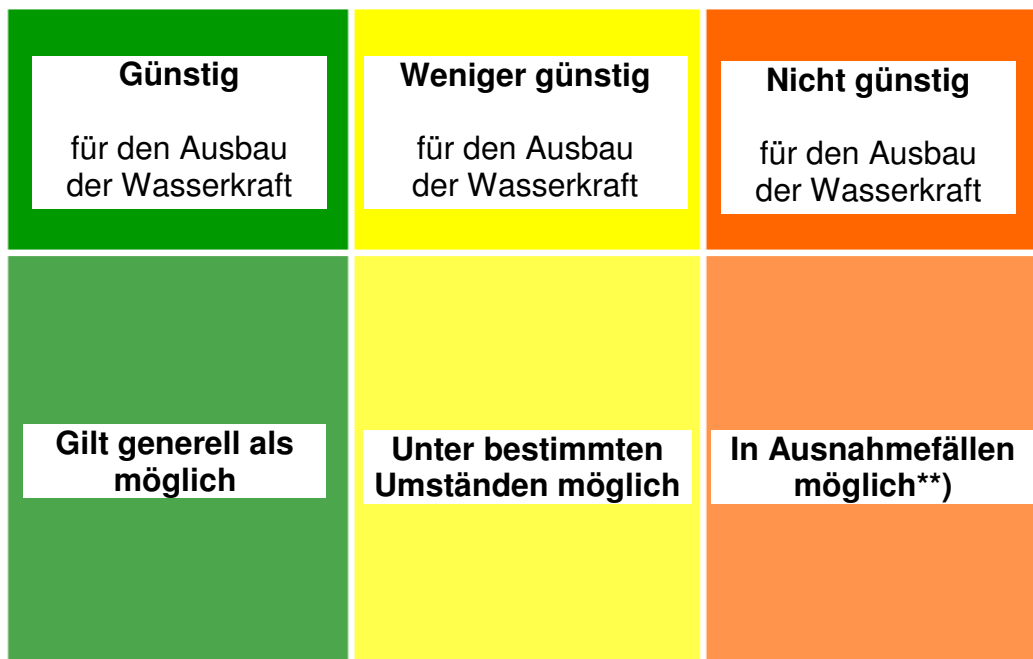 Günstig
für den Ausbau
der Wasserkraft
Weniger günstig
für den Ausbau
der Wasserkraft
Nicht günstig
für den Ausbau
der Wasserkraft
Gilt generell als
möglich
Unter bestimmten
Umständen möglich
In Ausnahmefällen
möglich**)